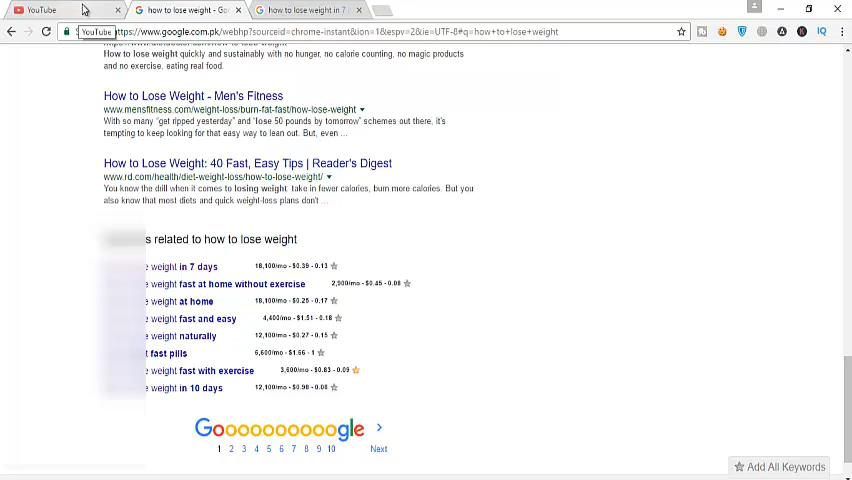 YouTube
how to lose weight - Goo
how to lose weight in 7
YouTube
https://www.google.com.pk/webhp?sourceid=chrome-instant&ion=1&espv=2&ie=UTF-8#q=how+to+lose+weight
IQ
How to lose weight quickly and sustainably with no hunger, no calorie counting, no magic products
and no exercise, eating real food.
How to Lose Weight - Men's Fitness
www.mensfitness.com/weight-loss/burn-fat-fast/how-lose-weight
With so many “get ripped yesterday” and “lose 50 pounds by tomorrow” schemes out there, it's
tempting to keep looking for that easy way to lean out. But, even ...
How to Lose Weight: 40 Fast, Easy Tips | Reader's Digest
www.rd.com/health/diet-weight-loss/how-to-lose-weight/
You know the drill when it comes to losing weight: take in fewer calories, burn more calories. But you
also know that most diets and quick weight-loss plans don't ...
s related to how to lose weight
e weight in 7 days 18,100/mo - $0.39 - 0.13
e weight fast at home without exercise 2,900/mo - $0.45 - 0.08
e weight at home 18,100/mo - $0.25 - 0.17
e weight fast and easy 4,400/mo - $1.51 - 0.18
e weight naturally 12,100/mo - $0.27 - 0.15
t fast pills 6,600/mo - $1.66 - 1
e weight fast with exercise 3,600/mo - $0.83 - 0.09
e weight in 10 days 12,100/mo - $0.98 - 0.08
Goooooooooogle
1 2 3 4 5 6 7 8 9 10 Next
Add All Keywords